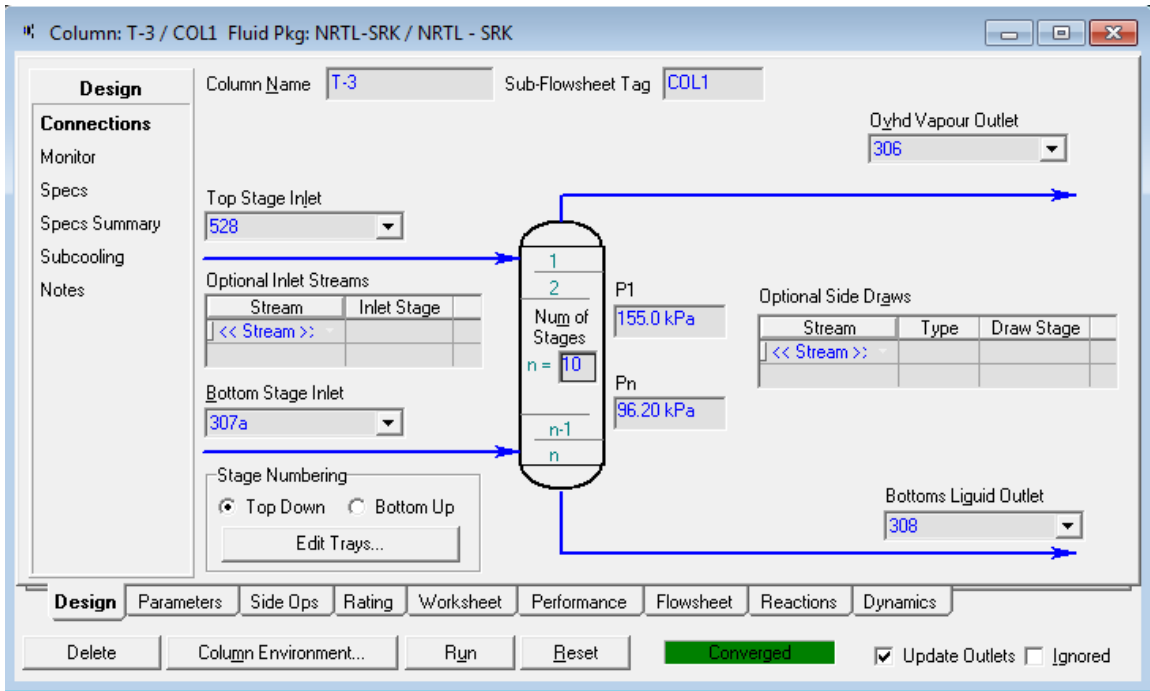 Column: T-3 / COL1 Fluid Pkg: NRTL-SRK / NRTL - SRK
Design
Connections
Monitor
Specs
Specs Summary
Subcooling
Notes
Column Name T-3 Sub-Flowsheet Tag COL1
Ovhd Vapour Outlet
306
Top Stage Inlet
528
Optional Inlet Streams
Stream Inlet Stage
<< Stream >>
Bottom Stage Inlet
307a
1
2
Num of
Stages
n = 10
n-1
n
P1
155.0 kPa
Pn
96.20 kPa
Optional Side Draws
Stream Type Draw Stage
<< Stream >>
Stage Numbering
Top Down Bottom Up
Edit Trays...
Bottoms Liquid Outlet
308
Design Parameters Side Ops Rating Worksheet Performance Flowsheet Reactions Dynamics
Delete Column Environment... Run Reset Converged Update Outlets Ignored